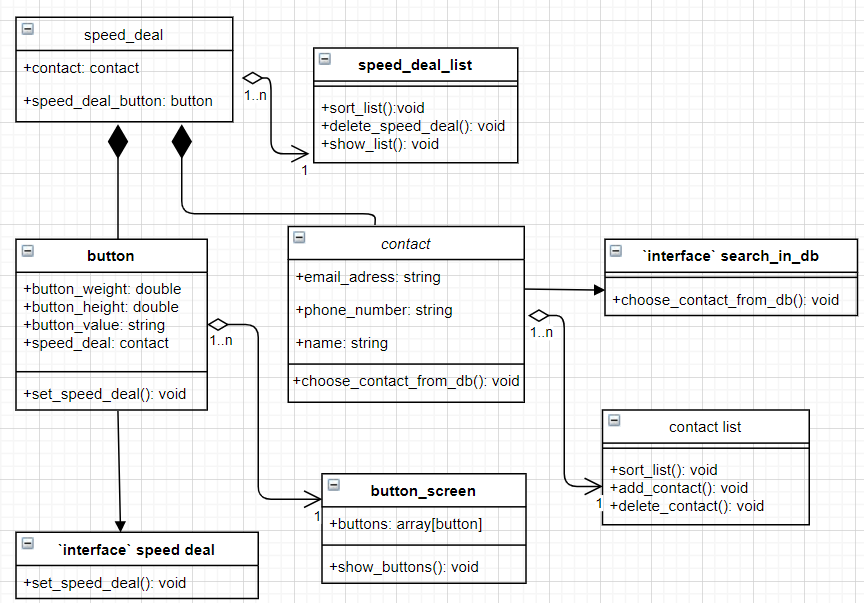 speed_deal
+contact: contact
+speed_deal_button: button
1..n
1
speed_deal_list
+sort_list():void
+delete_speed_deal(): void
+show_list(): void
button
+button_weight: double
+button_height: double
+button_value: string
+speed_deal: contact
+set_speed_deal(): void
1..n
1
contact
+email_adress: string
+phone_number: string
+name: string
+choose_contact_from_db(): void
1..n
1
`interface` search_in_db
+choose_contact_from_db(): void
contact list
+sort_list(): void
+add_contact(): void
+delete_contact(): void
button_screen
+buttons: array[button]
+show_buttons(): void
`interface` speed deal
+set_speed_deal(): void